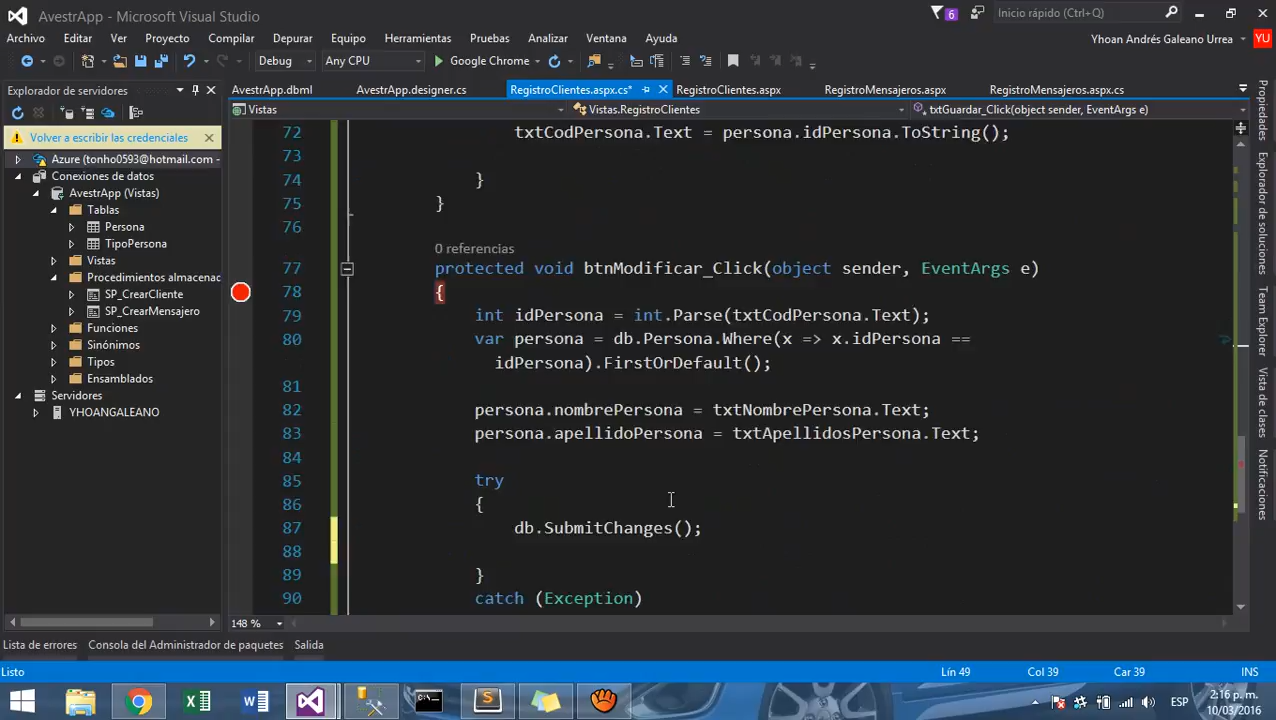 AvestrApp - Microsoft Visual Studio
6
Inicio rápido (Ctrl+Q)
Archivo Editar Ver Proyecto Compilar Depurar Equipo Herramientas Pruebas Analizar Ventana Ayuda
Yhoan Andrés Galeano Urrea YU
Debug Any CPU Google Chrome
Explorador de servidores
AvestrApp.dbml AvestrApp.designer.cs RegistroClientes.aspx.cs* RegistroClientes.aspx RegistroMensajeros.aspx RegistroMensajeros.aspx.cs
Vistas Vistas.RegistroClientes txtGuardar_Click(object sender, EventArgs e)
Volver a escribir las credenciales
Azure (tonho0593@hotmail.com -
Conexiones de datos
AvestrApp (Vistas)
Tablas
Persona
TipoPersona
Vistas
Procedimientos almacenad
SP_CrearCliente
SP_CrearMensajero
Funciones
Sinónimos
Tipos
Ensamblados
Servidores
YHOANGALEANO
72 txtCodPersona.Text = persona.idPersona.ToString();
73
74 }
75 }
76
0 referencias
77 protected void btnModificar_Click(object sender, EventArgs e)
78 {
79 int idPersona = int.Parse(txtCodPersona.Text);
80 var persona = db.Persona.Where(x => x.idPersona ==
idPersona).FirstOrDefault();
81
82 persona.nombrePersona = txtNombrePersona.Text;
83 persona.apellidoPersona = txtApellidosPersona.Text;
84
85 try
86 {
87 db.SubmitChanges();
88
89 }
90 catch (Exception)
148 %
Propiedades
Explorador de soluciones
Team Explorer
Vista de clases
Notificaciones
Lista de errores Consola del Administrador de paquetes Salida
Listo Lín 49 Col 39 Car 39 INS
ESP
2:16 p. m.
10/03/2016